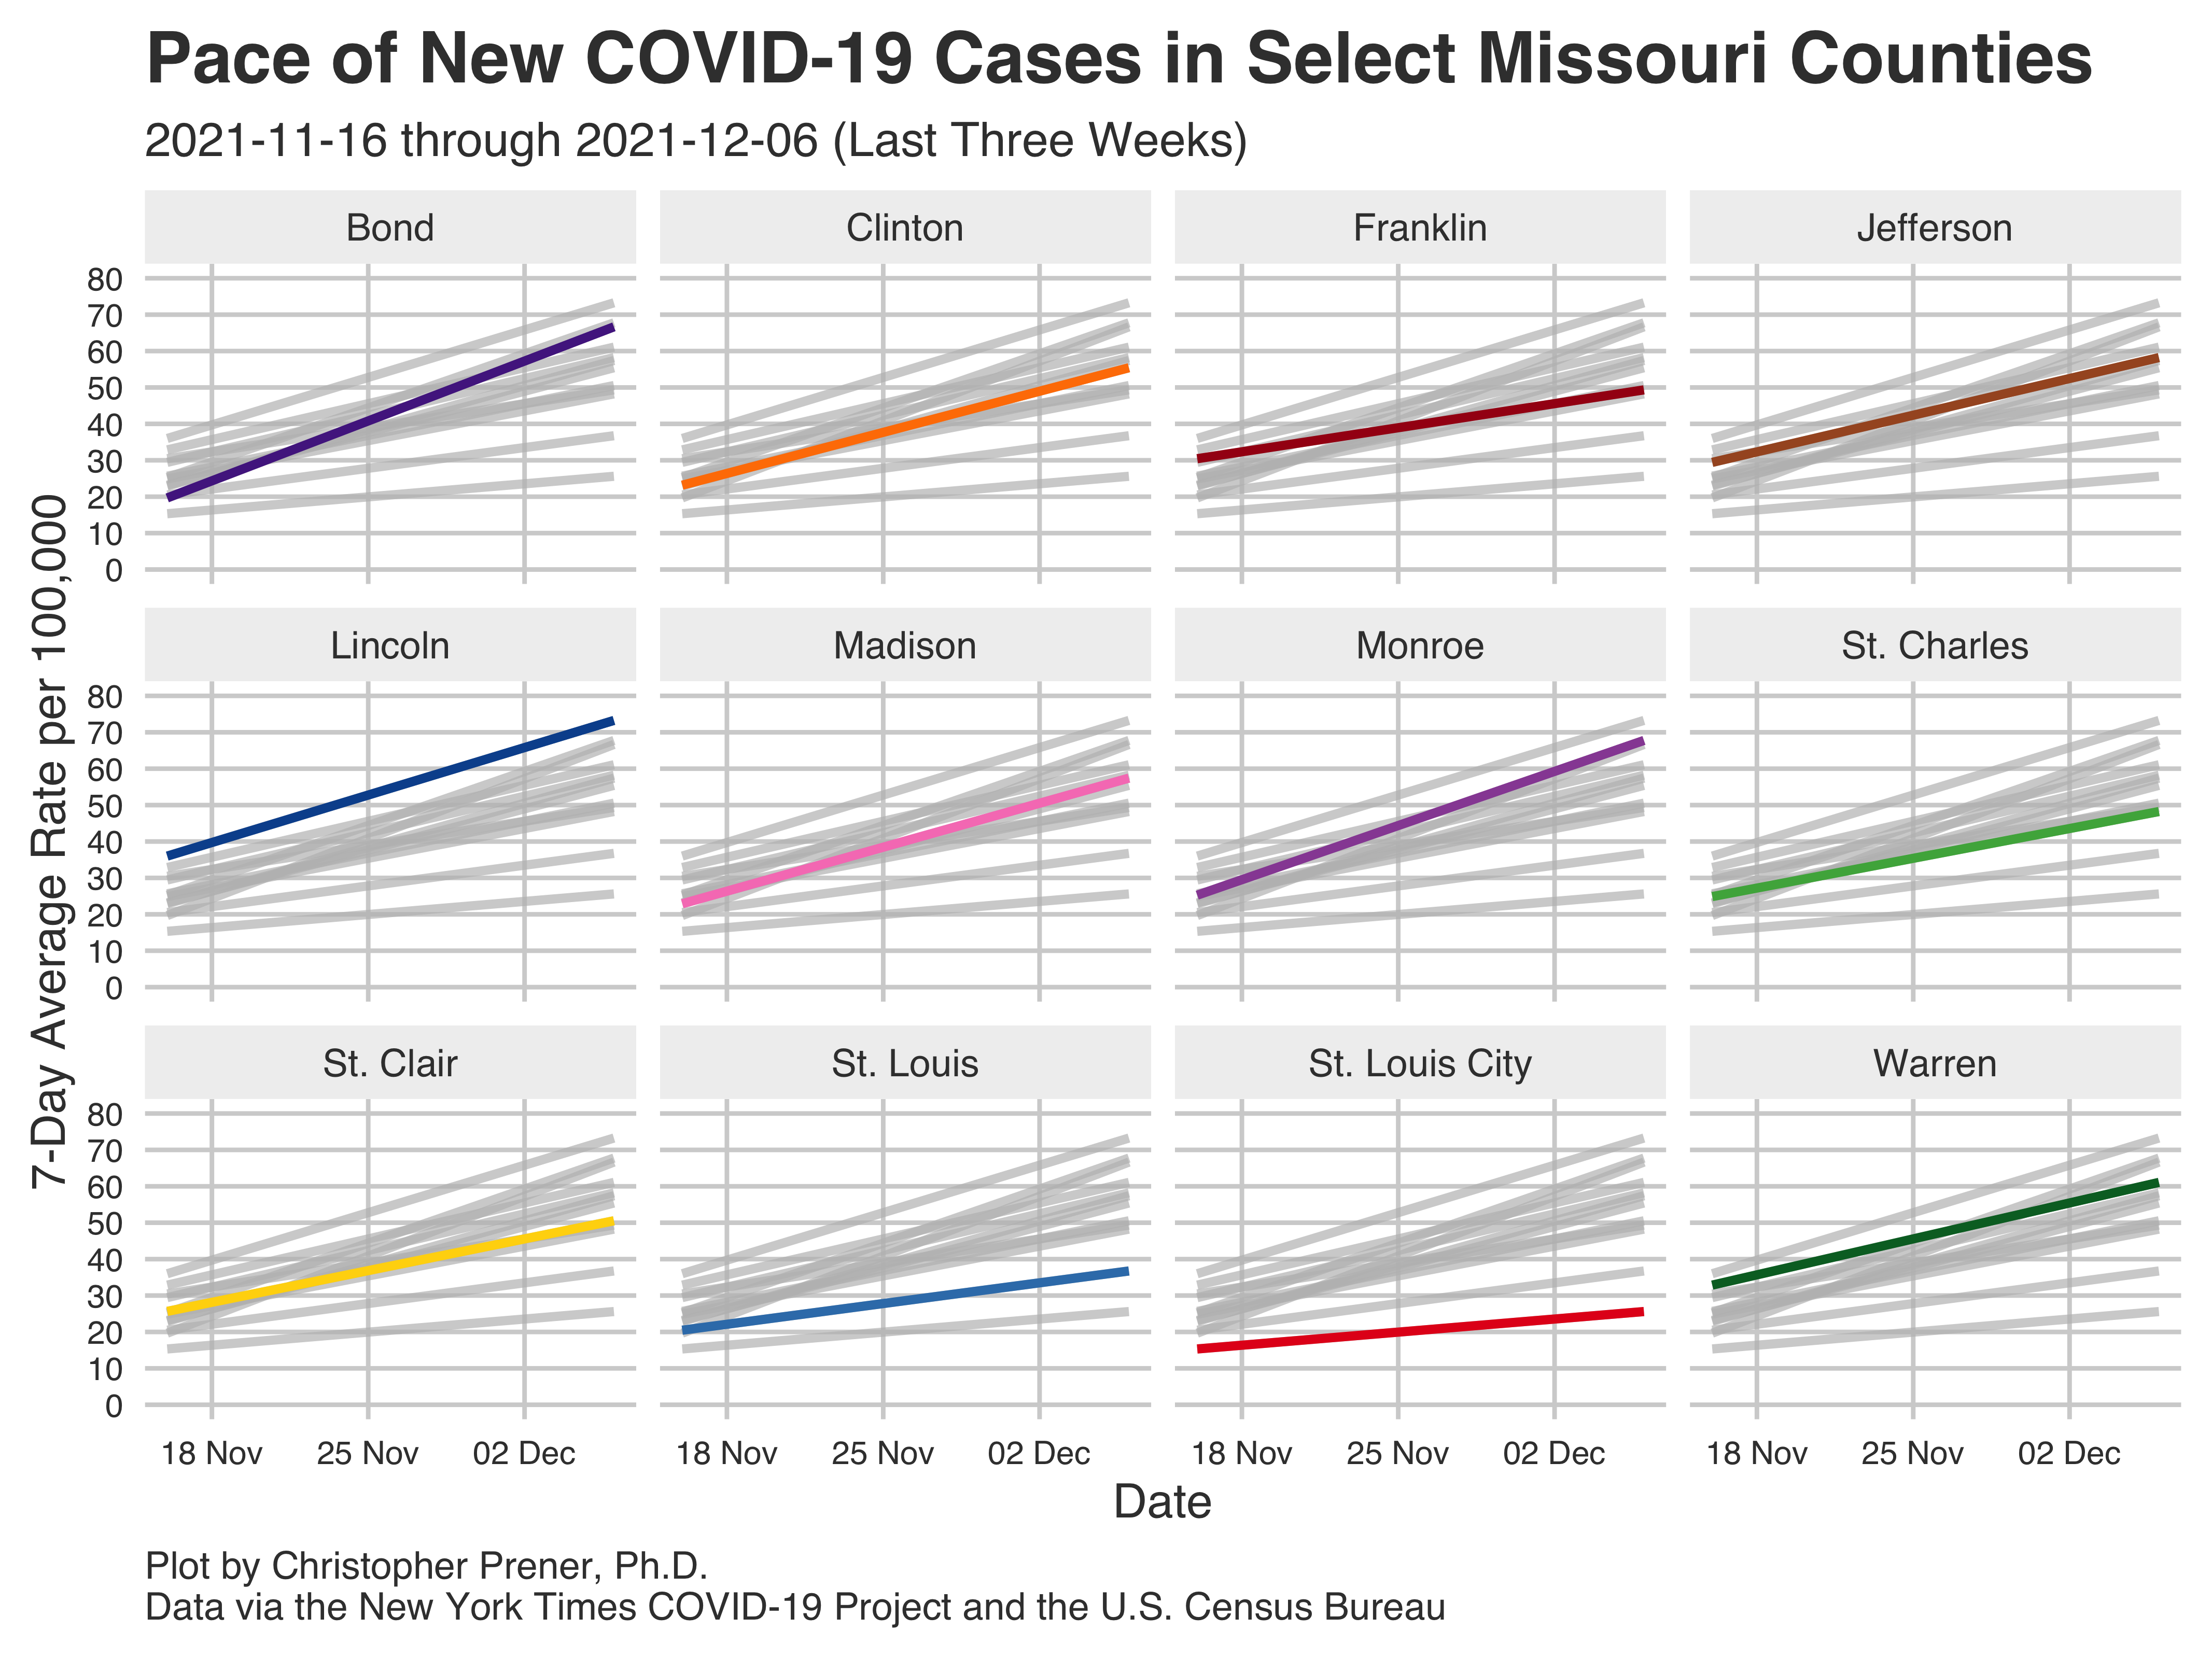 Pace of New COVID-19 Cases in Select Missouri Counties
2021-11-16 through 2021-12-06 (Last Three Weeks)
Bond
Clinton
Franklin
Jefferson
80
70
60
50
40
30
20
10
0
Lincoln
Madison
Monroe
St. Charles
80
70
60
50
40
30
20
10
0
St. Clair
St. Louis
St. Louis City
Warren
80
70
60
50
40
30
20
10
0
7-Day Average Rate per 100,000
18 Nov 25 Nov 02 Dec
18 Nov 25 Nov 02 Dec
18 Nov 25 Nov 02 Dec
18 Nov 25 Nov 02 Dec
Date
Plot by Christopher Prener, Ph.D.
Data via the New York Times COVID-19 Project and the U.S. Census Bureau